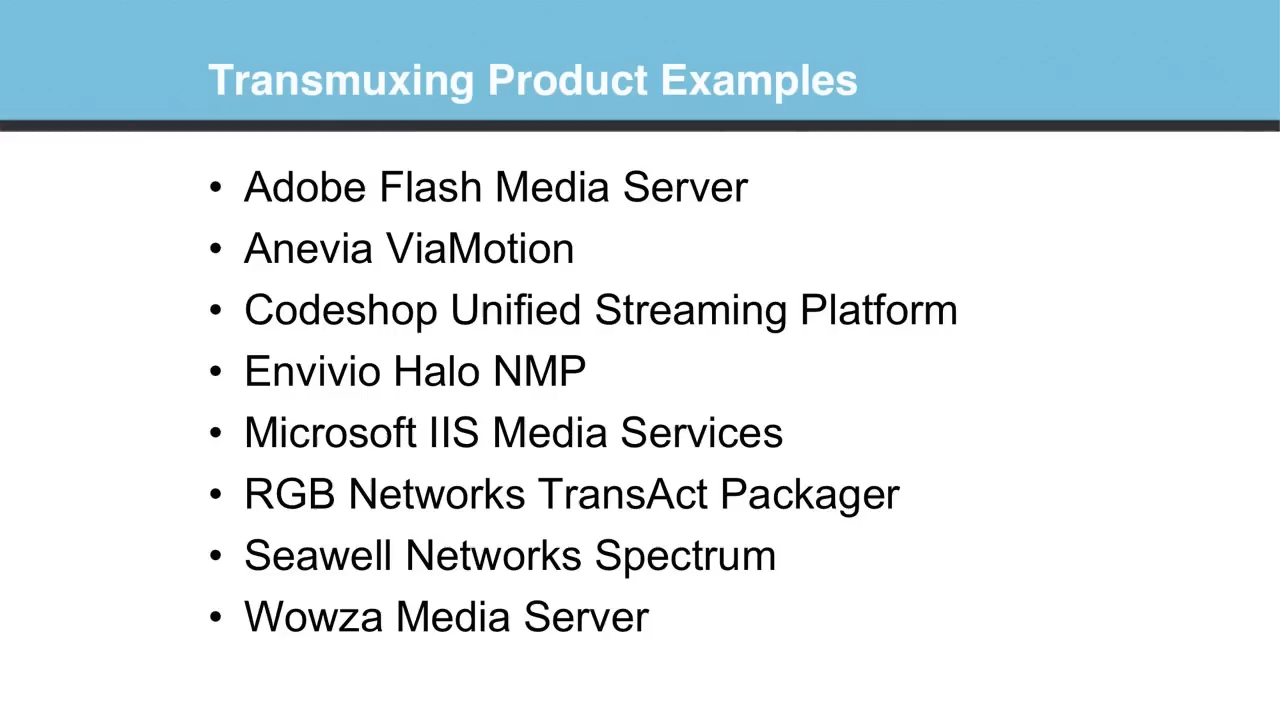 Transmuxing Product Examples
• Adobe Flash Media Server
• Anevia ViaMotion
• Codeshop Unified Streaming Platform
• Envivio Halo NMP
• Microsoft IIS Media Services
• RGB Networks TransAct Packager
• Seawell Networks Spectrum
• Wowza Media Server